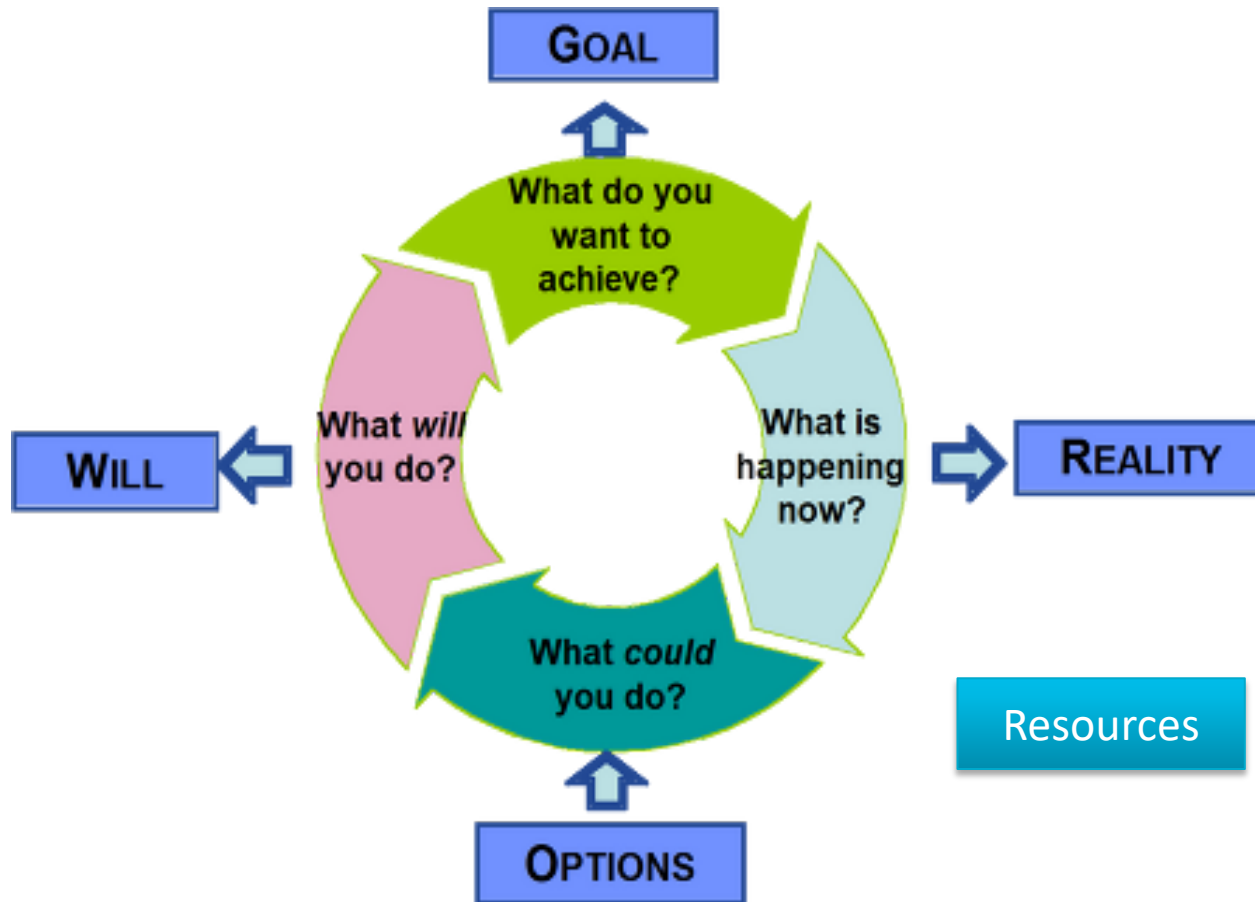 GOAL
What do you
want to
achieve?
What will
you do?
What is
happening
now?
WILL
REALITY
What could
you do?
Resources
OPTIONS